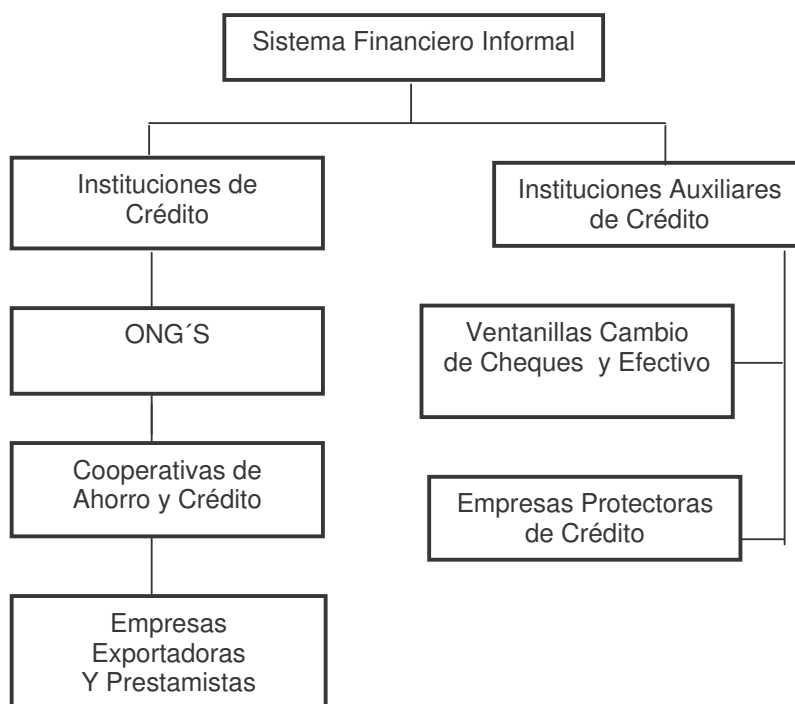 Sistema Financiero Informal
Instituciones de
Crédito
Instituciones Auxiliares
de Crédito
ONG´S
Ventanillas Cambio
de Cheques  y Efectivo
Cooperativas de
Ahorro y Crédito
Empresas Protectoras
de Crédito
Empresas
Exportadoras
Y Prestamistas